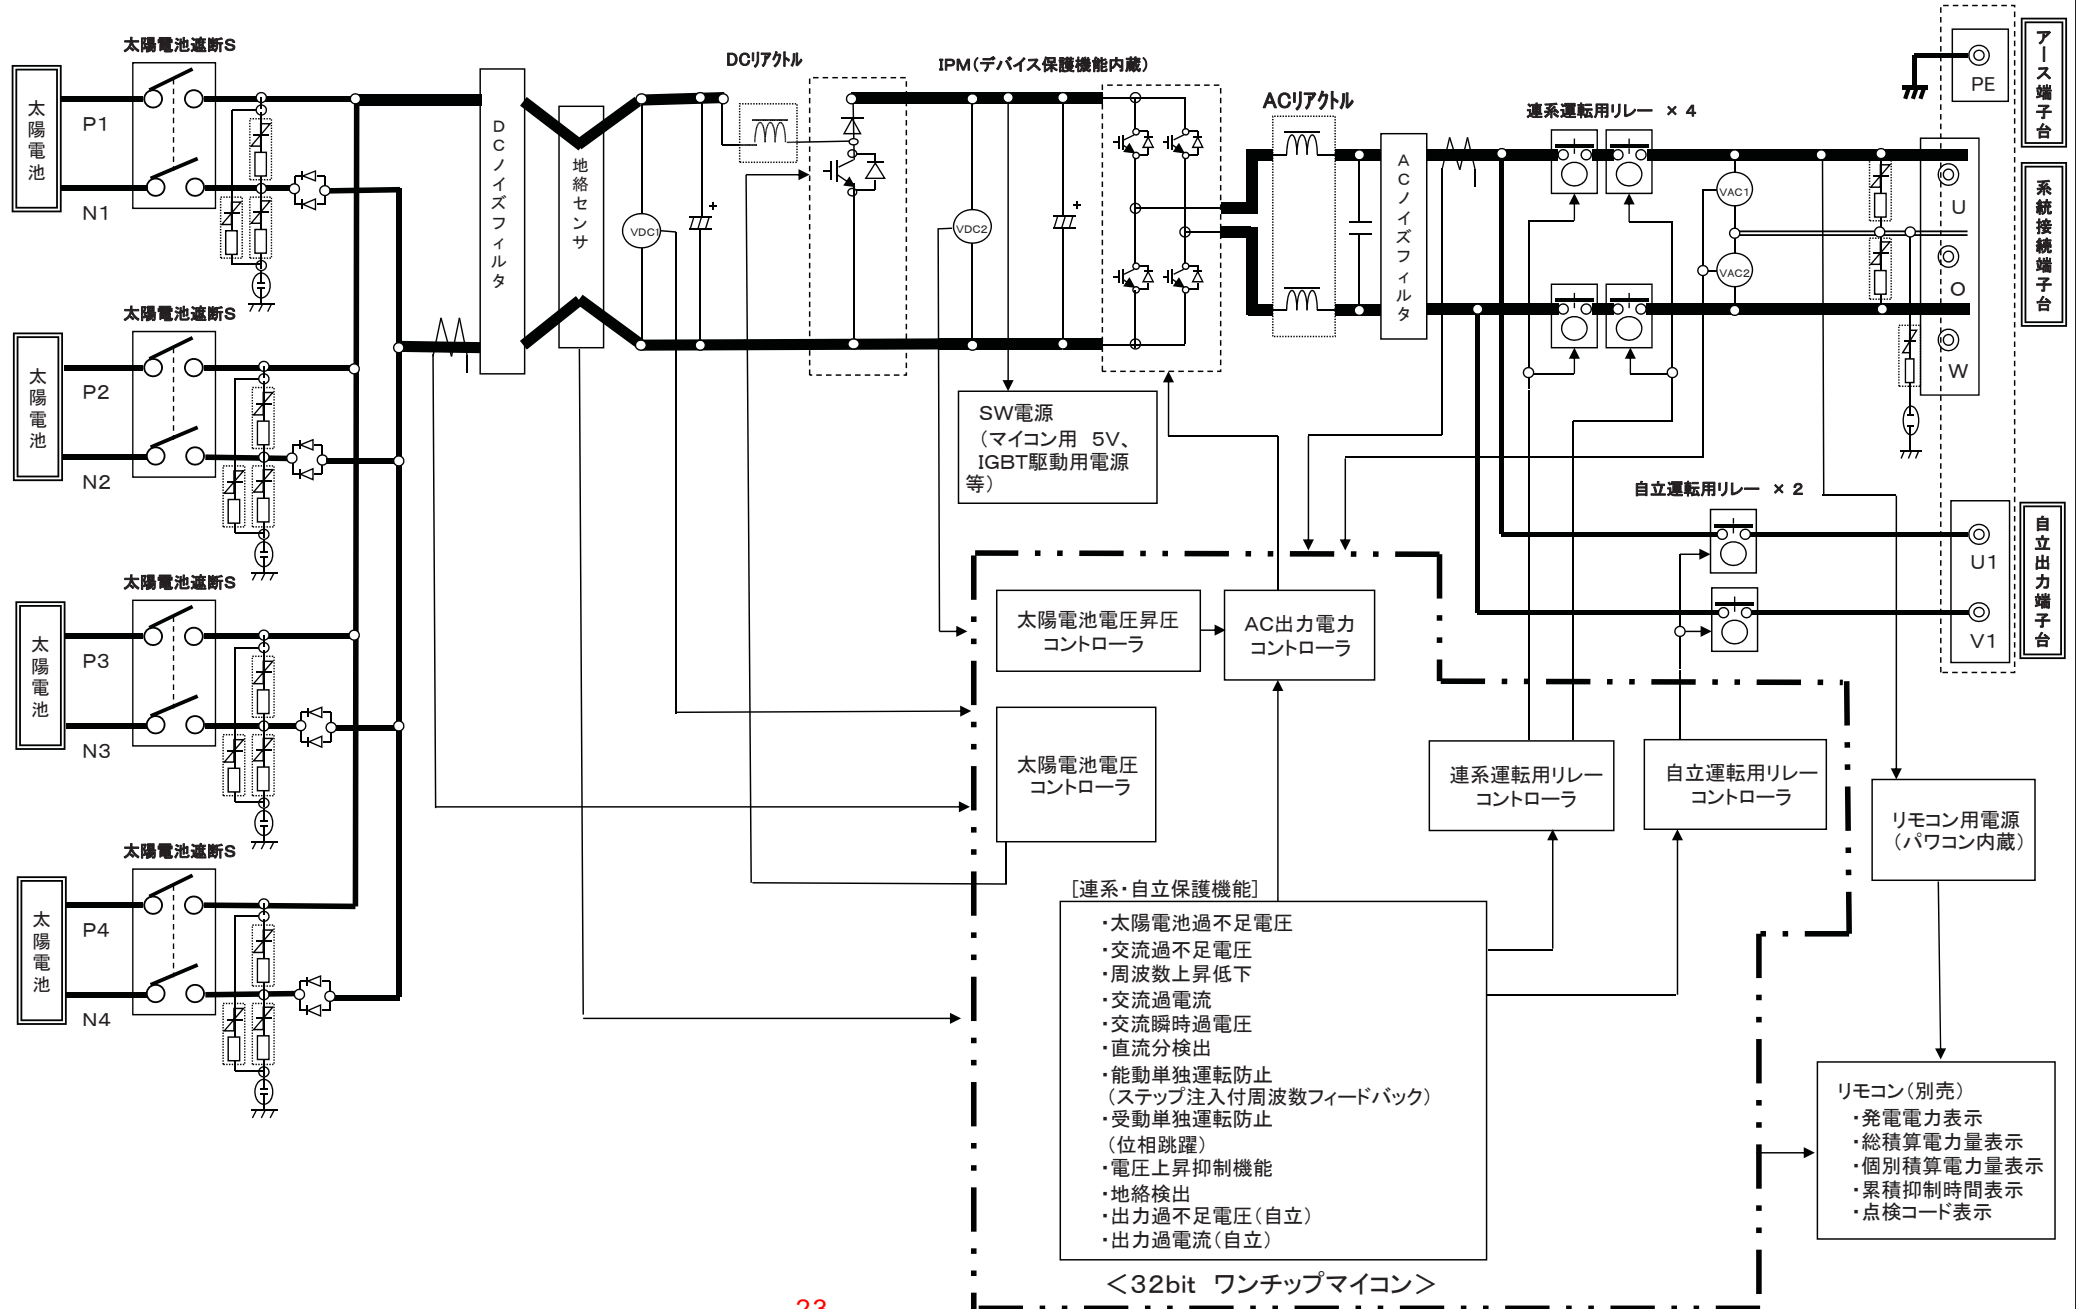 太陽電池遮断S
太陽電池
P1
N1
太陽電池遮断S
太陽電池
P2
N2
太陽電池遮断S
太陽電池
P3
N3
太陽電池遮断S
太陽電池
P4
N4
DCノイズフィルタ
地絡センサ
DCリアクトル
VDC1
+
IPM(デバイス保護機能内蔵)
VDC2
+
ACリアクトル
ACノイズフィルタ
連系運転用リレー × 4
VAC1
VAC2
PE
アース端子台
U
O
W
系統接続端子台
自立運転用リレー × 2
U1
V1
自立出力端子台
SW電源
(マイコン用 5V、
IGBT駆動用電源
等)
太陽電池電圧昇圧
コントローラ
AC出力電力
コントローラ
太陽電池電圧
コントローラ
連系運転用リレー
コントローラ
自立運転用リレー
コントローラ
リモコン用電源
(パワコン内蔵)
[連系・自立保護機能]
・太陽電池過不足電圧
・交流過不足電圧
・周波数上昇低下
・交流過電流
・交流瞬時過電圧
・直流分検出
・能動単独運転防止
(ステップ注入付周波数フィードバック)
・受動単独運転防止
(位相跳躍)
・電圧上昇抑制機能
・地絡検出
・出力過不足電圧(自立)
・出力過電流(自立)
<32bit ワンチップマイコン>
リモコン(別売)
・発電電力表示
・総積算電力量表示
・個別積算電力量表示
・累積抑制時間表示
・点検コード表示
23